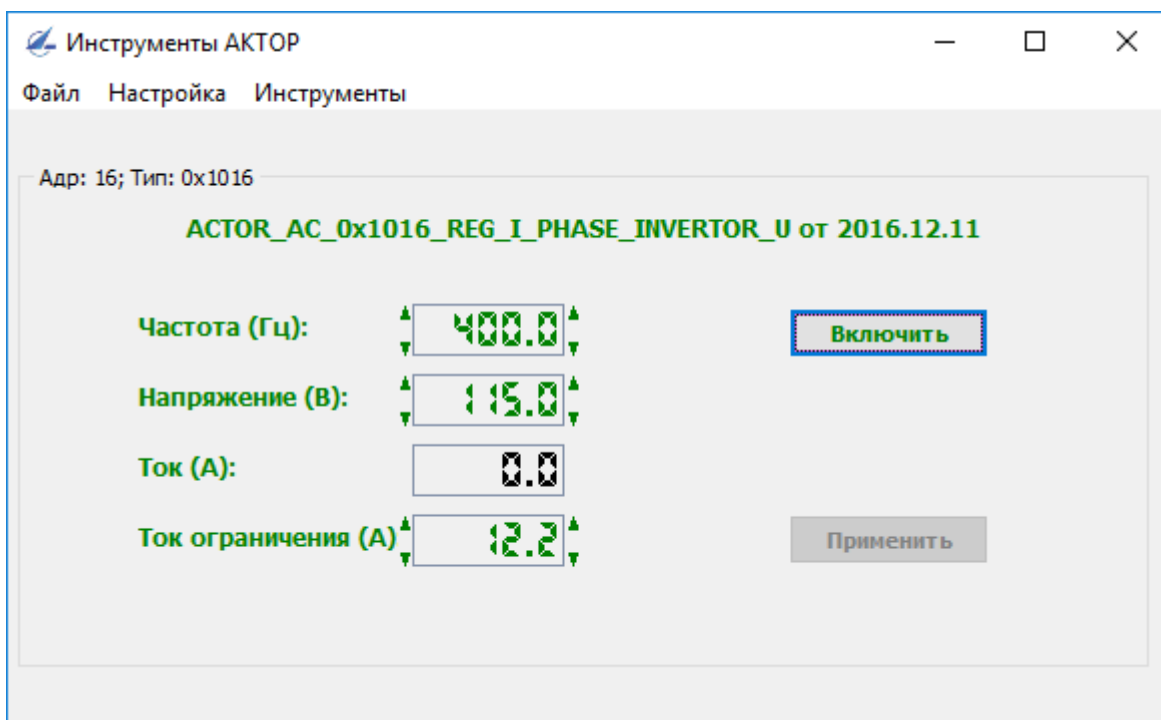 Инструменты АКТОР
Файл Настройка Инструменты
Адр: 16; Тип: 0x1016
ACTOR_AC_0x1016_REG_I_PHASE_INVERTOR_U от 2016.12.11
Частота (Гц): 400.0 Включить
Напряжение (В): 115.0
Ток (А): 0.0
Ток ограничения (А) 12.2 Применить